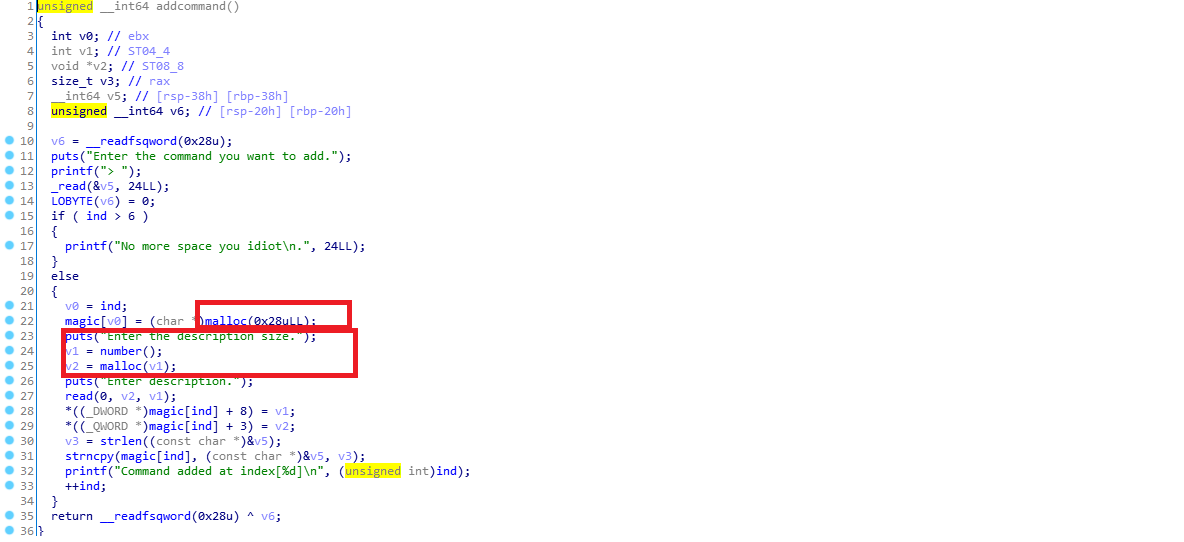 1 unsigned __int64 addcommand()
2 {
3 int v0; // ebx
4 int v1; // ST04_4
5 void *v2; // ST08_8
6 size_t v3; // rax
7 __int64 v5; // [rsp-38h] [rbp-38h]
8 unsigned __int64 v6; // [rsp-20h] [rbp-20h]
9
10 v6 = __readfsqword(0x28u);
11 puts("Enter the command you want to add.");
12 printf("> ");
13 _read(&v5, 24LL);
14 LOBYTE(v6) = 0;
15 if ( ind > 6 )
16 {
17 printf("No more space you idiot\n.", 24LL);
18 }
19 else
20 {
21 v0 = ind;
22 magic[v0] = (char *)malloc(0x28uLL);
23 puts("Enter the description size.");
24 v1 = number();
25 v2 = malloc(v1);
26 puts("Enter description.");
27 read(0, v2, v1);
28 *((_DWORD *)magic[ind] + 8) = v1;
29 *((_QWORD *)magic[ind] + 3) = v2;
30 v3 = strlen((const char *)&v5);
31 strncpy(magic[ind], (const char *)&v5, v3);
32 printf("Command added at index[%d]\n", (unsigned int)ind);
33 ++ind;
34 }
35 return __readfsqword(0x28u) ^ v6;
36 }